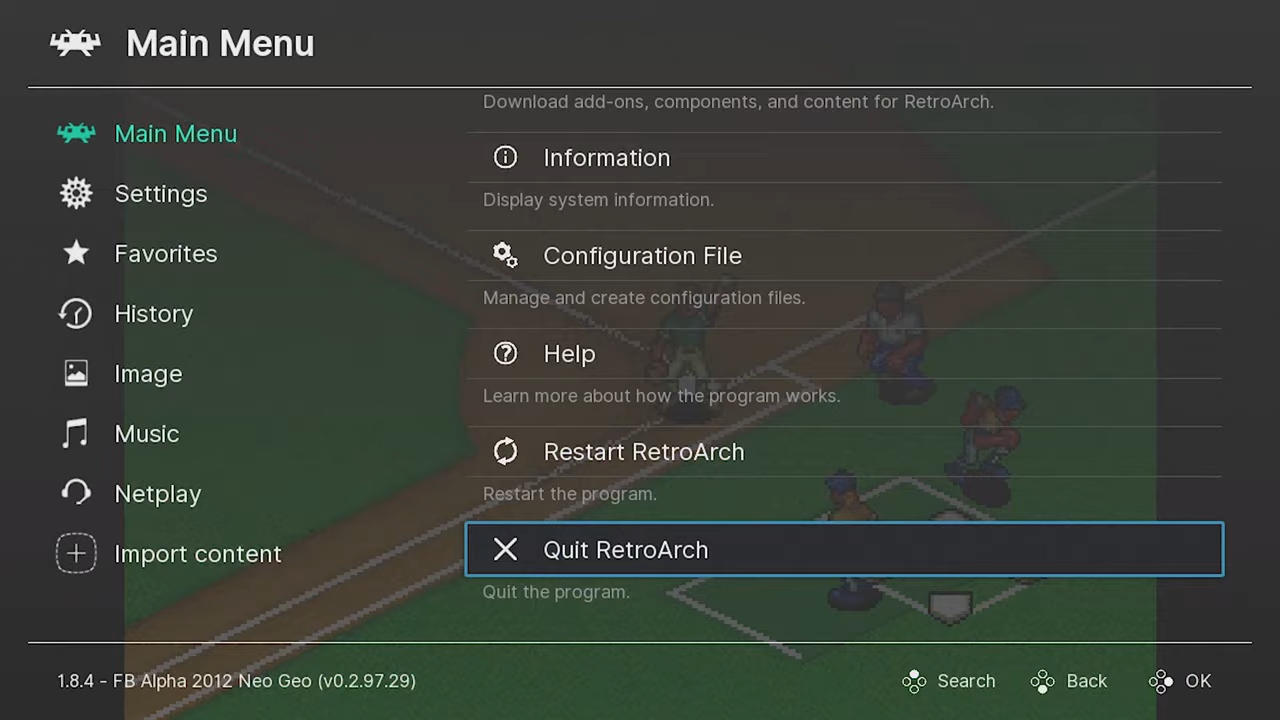 Main Menu
Main Menu
Settings
Favorites
History
Image
Music
Netplay
Import content
Download add-ons, components, and content for RetroArch.
Information
Display system information.
Configuration File
Manage and create configuration files.
Help
Learn more about how the program works.
Restart RetroArch
Restart the program.
Quit RetroArch
Quit the program.
1.8.4 - FB Alpha 2012 Neo Geo (v0.2.97.29)
Search
Back
OK